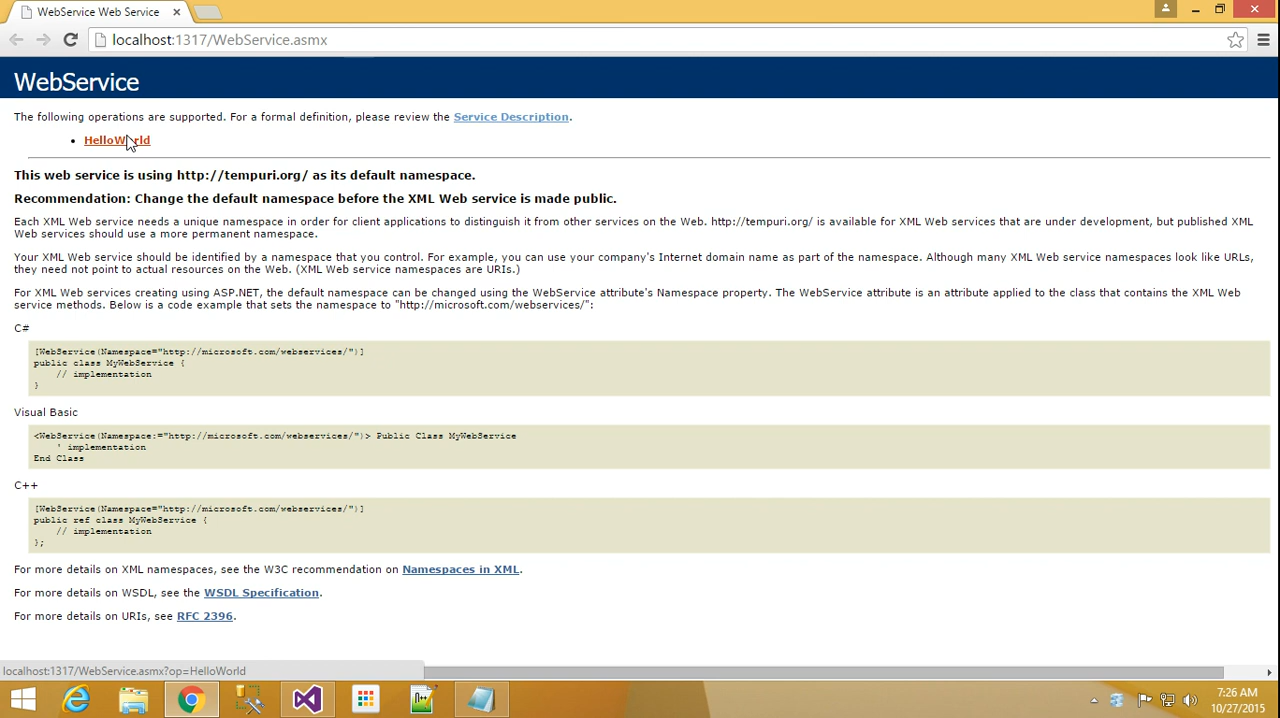 WebService Web Service
localhost:1317/WebService.asmx
WebService
The following operations are supported. For a formal definition, please review the Service Description.
• HelloWorld
This web service is using http://tempuri.org/ as its default namespace.
Recommendation: Change the default namespace before the XML Web service is made public.
Each XML Web service needs a unique namespace in order for client applications to distinguish it from other services on the Web. http://tempuri.org/ is available for XML Web services that are under development, but published XML
Web services should use a more permanent namespace.
Your XML Web service should be identified by a namespace that you control. For example, you can use your company's Internet domain name as part of the namespace. Although many XML Web service namespaces look like URLs,
they need not point to actual resources on the Web. (XML Web service namespaces are URIs.)
For XML Web services creating using ASP.NET, the default namespace can be changed using the WebService attribute's Namespace property. The WebService attribute is an attribute applied to the class that contains the XML Web
service methods. Below is a code example that sets the namespace to "http://microsoft.com/webservices/":
C#
[WebService(Namespace="http://microsoft.com/webservices/")]
public class MyWebService {
// implementation
}
Visual Basic
<WebService(Namespace:="http://microsoft.com/webservices/")> Public Class MyWebService
' implementation
End Class
C++
[WebService(Namespace="http://microsoft.com/webservices/")]
public ref class MyWebService {
// implementation
};
For more details on XML namespaces, see the W3C recommendation on Namespaces in XML.
For more details on WSDL, see the WSDL Specification.
For more details on URIs, see RFC 2396.
localhost:1317/WebService.asmx?op=HelloWorld
7:26 AM
10/27/2015